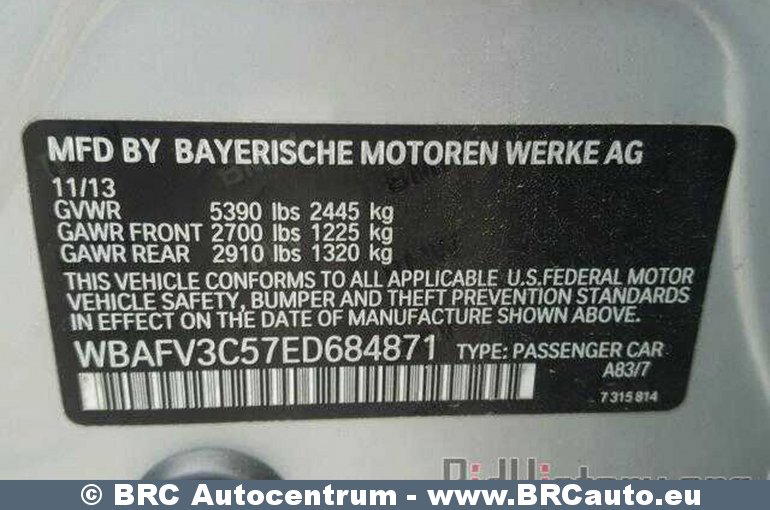 MFD BY BAYERISCHE MOTOREN WERKE AG
11/13
GVWR 5390 lbs 2445 kg
GAWR FRONT 2700 lbs 1225 kg
GAWR REAR 2910 lbs 1320 kg
THIS VEHICLE CONFORMS TO ALL APPLICABLE U.S.FEDERAL MOTOR
VEHICLE SAFETY, BUMPER AND THEFT PREVENTION STANDARDS
IN EFFECT ON THE DATE OF MANUFACTURE SHOWN ABOVE.
WBAFV3C57ED684871 TYPE: PASSENGER CAR
A83/7
7 315 814
BidHistory.org
© BRC Autocentrum - www.BRCauto.eu